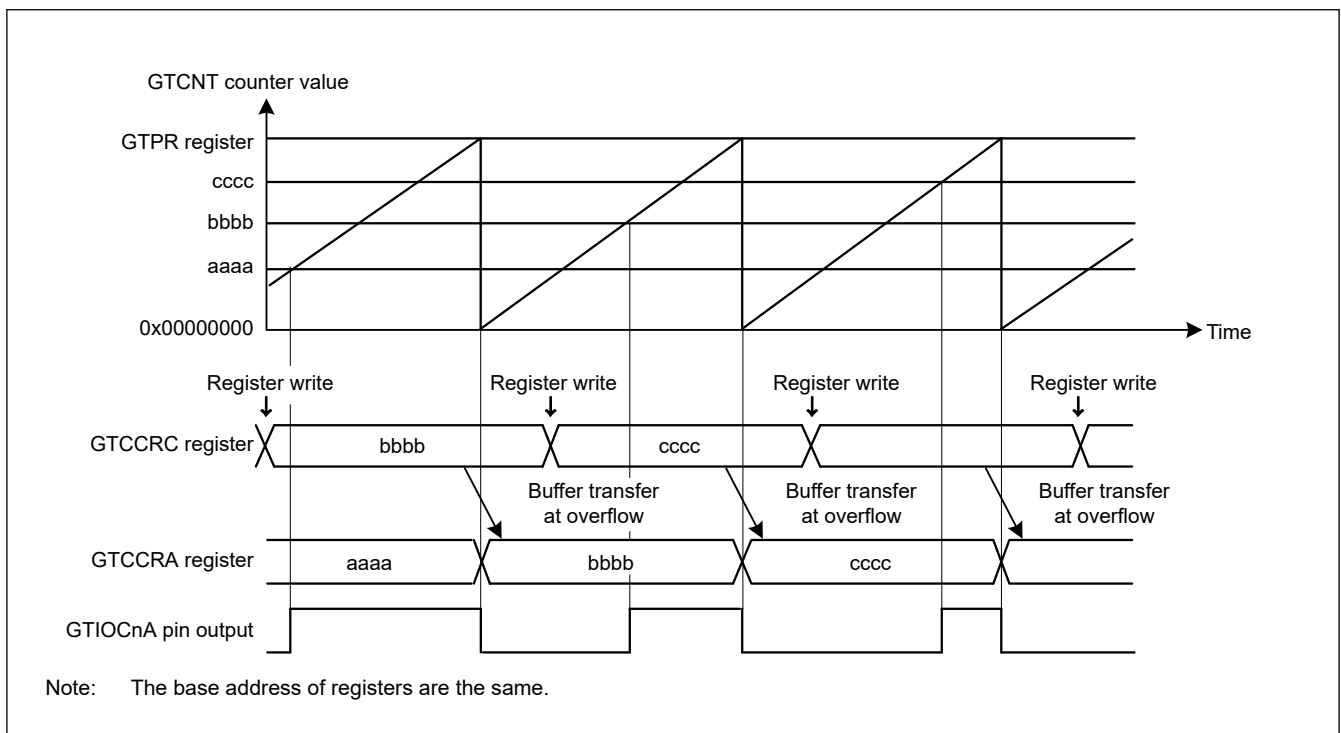 GTCNT counter value
GTPR register
cccc
bbbb
aaaa
0x00000000
Time
Register write Register write Register write Register write
GTCCRC register bbbb cccc
Buffer transfer Buffer transfer Buffer transfer
at overflow at overflow at overflow
GTCCRA register aaaa bbbb cccc
GTIOCnA pin output
Note: The base address of registers are the same.